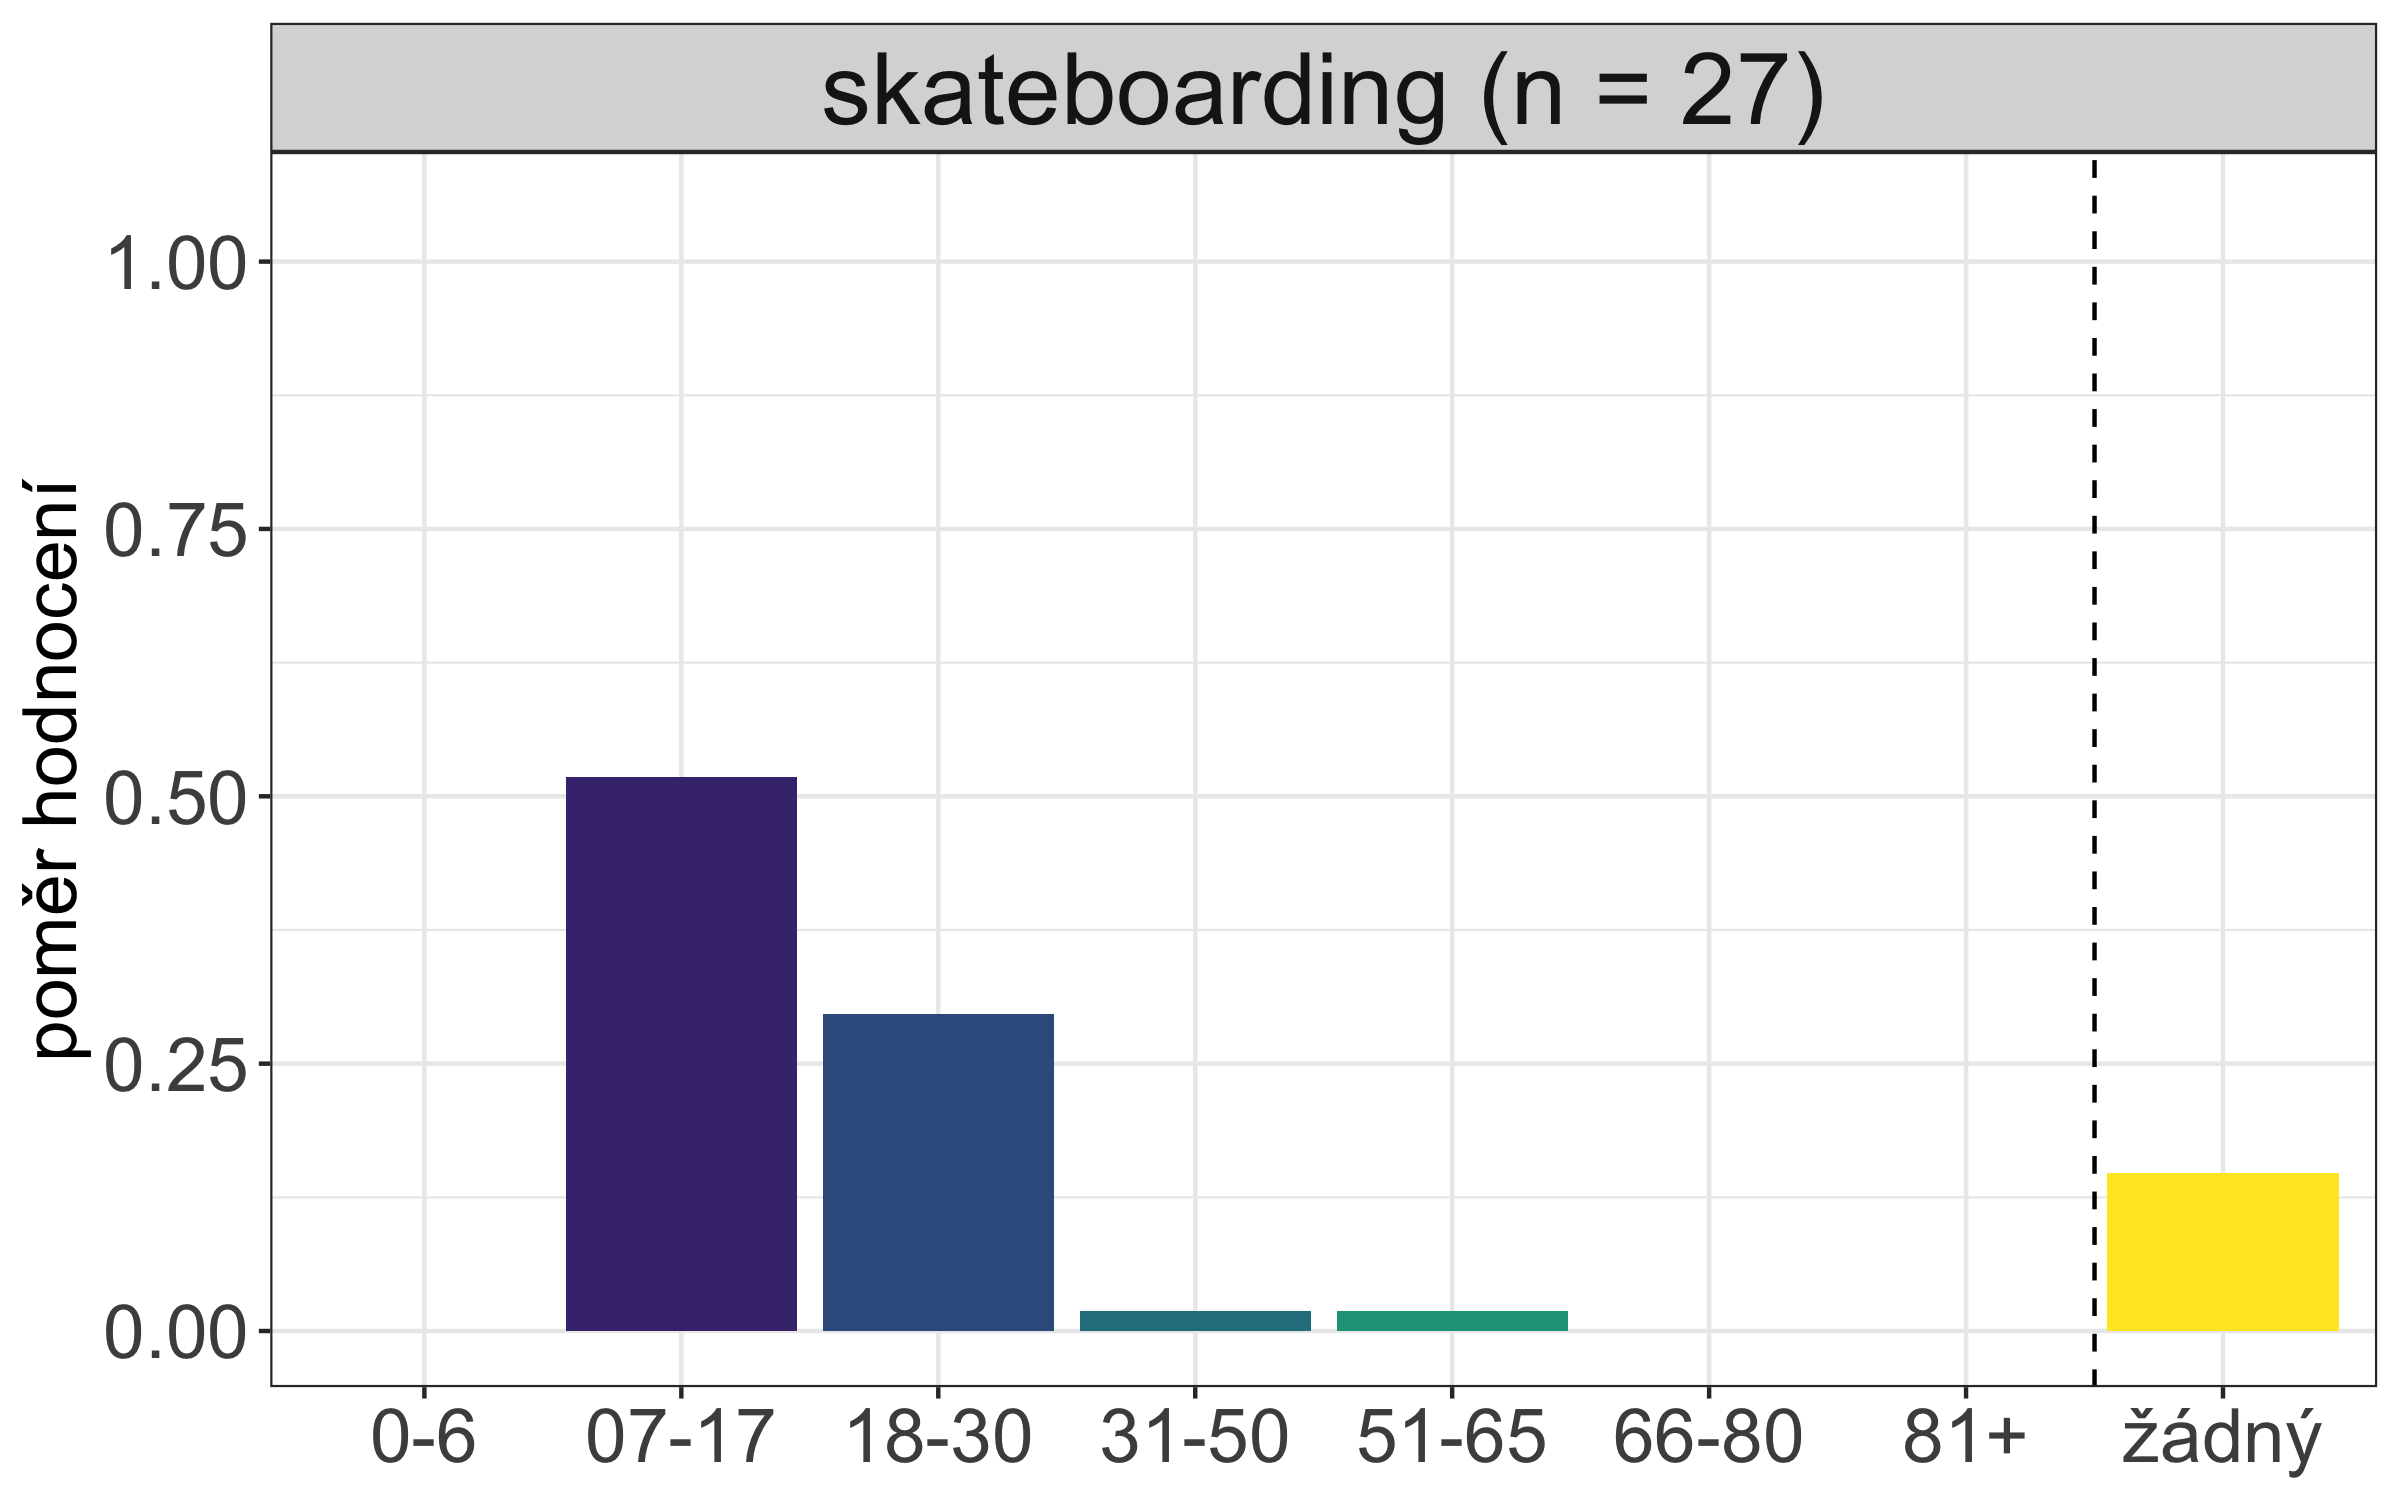 skateboarding (n = 27)
poměr hodnocení
1.00
0.75
0.50
0.25
0.00
0-6 07-17 18-30 31-50 51-65 66-80 81+ žádný